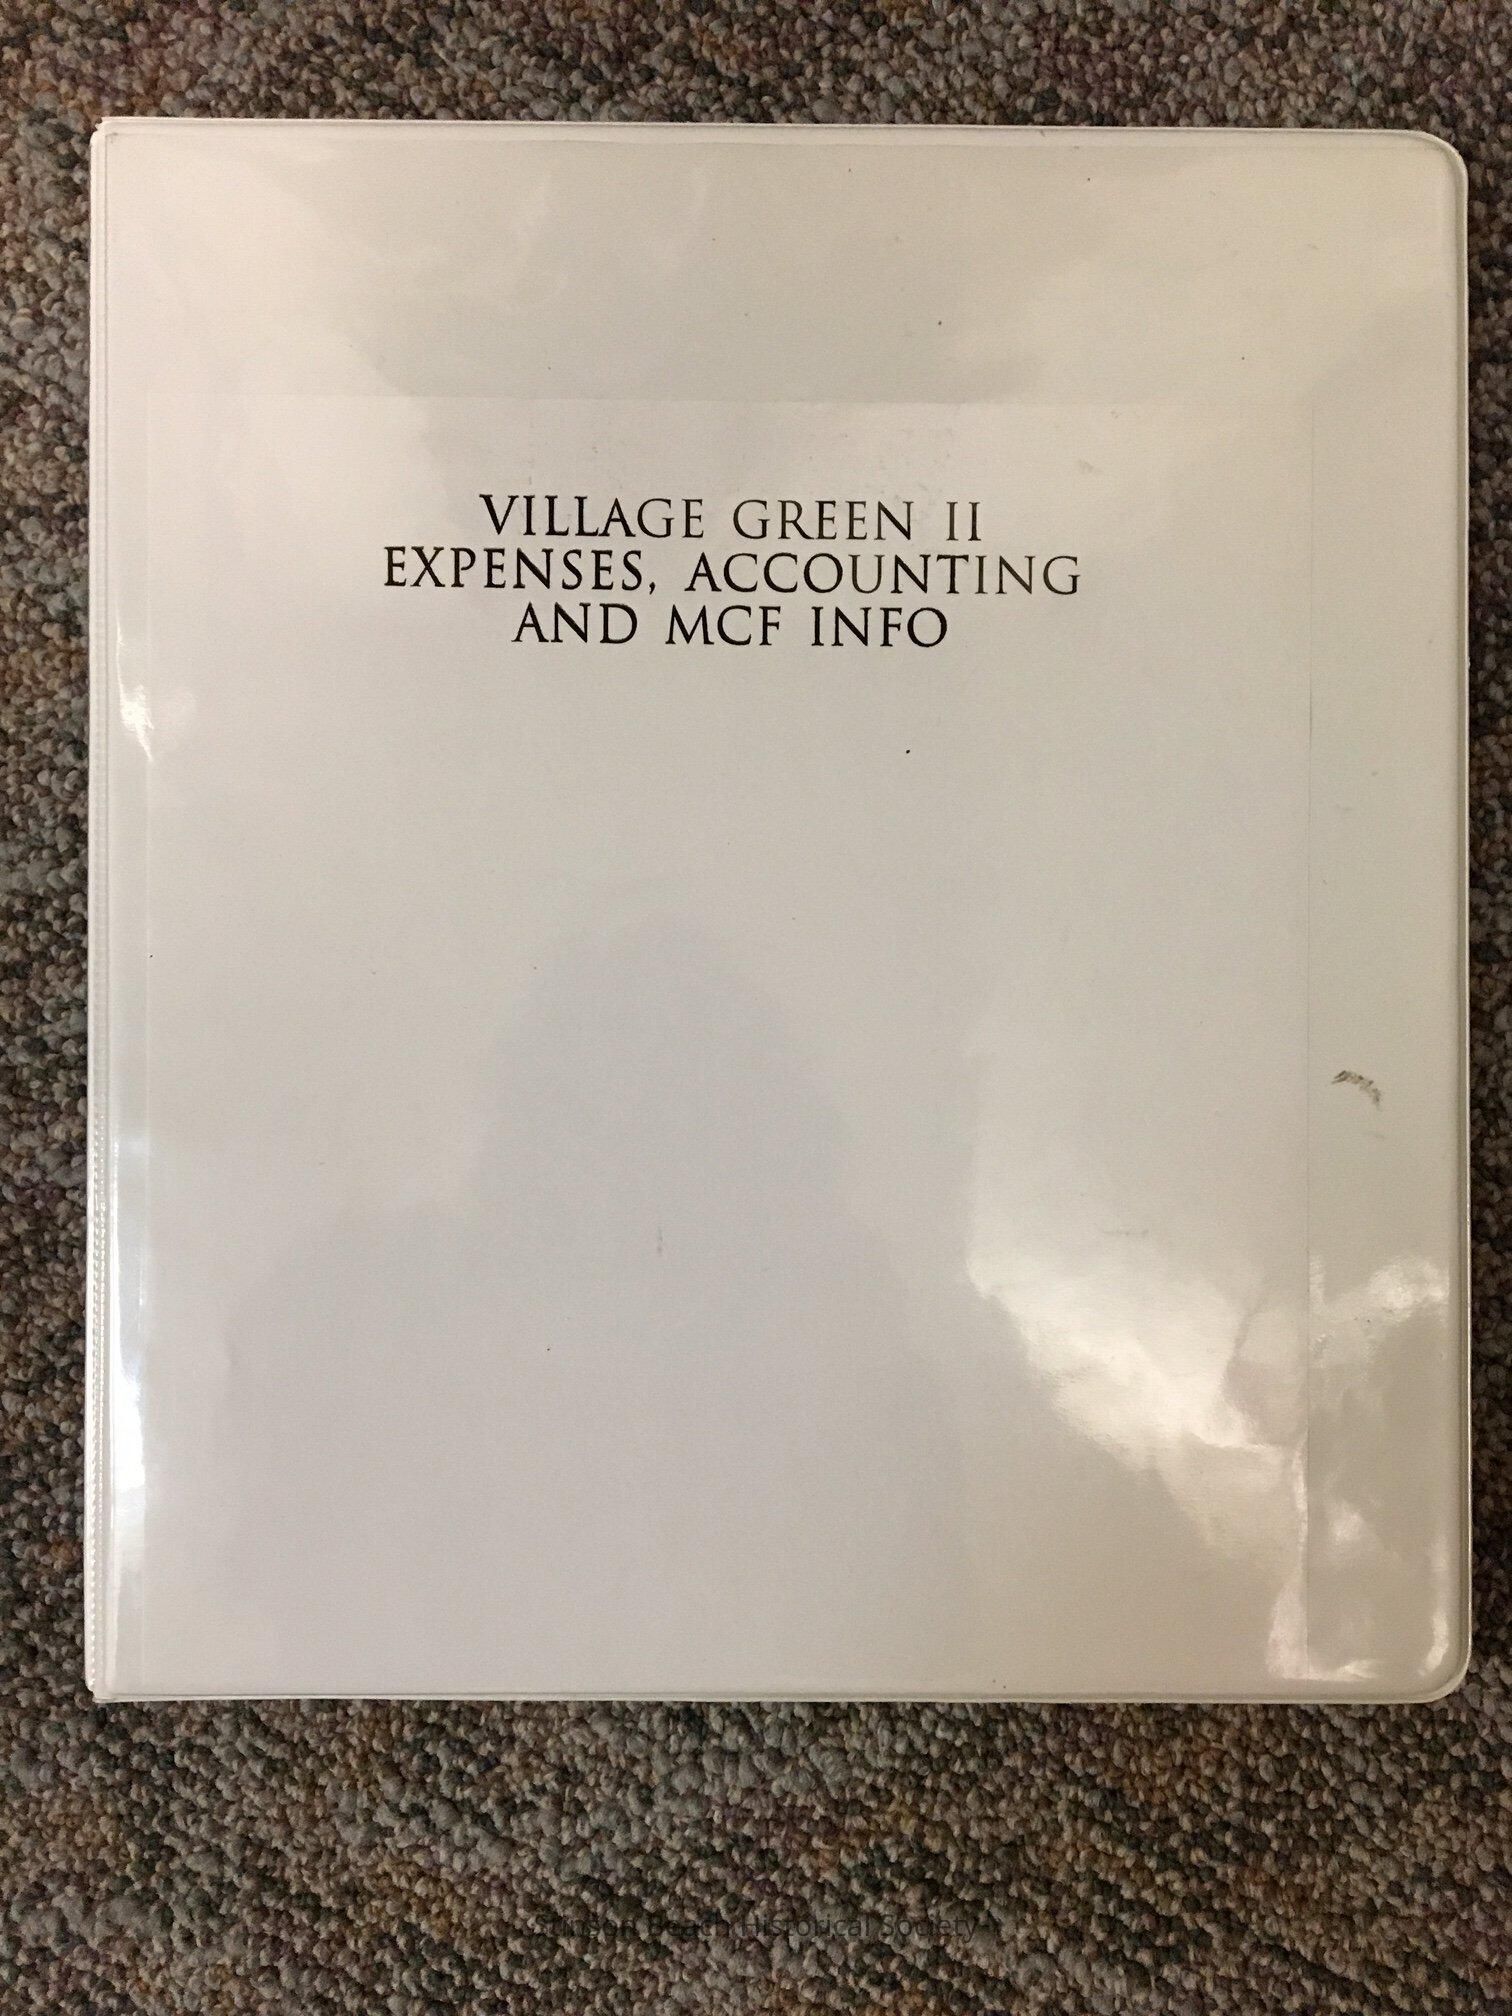 VILLAGE GREEN II
EXPENSES, ACCOUNTING
AND MCF INFO
Stinson Beach Historical Society